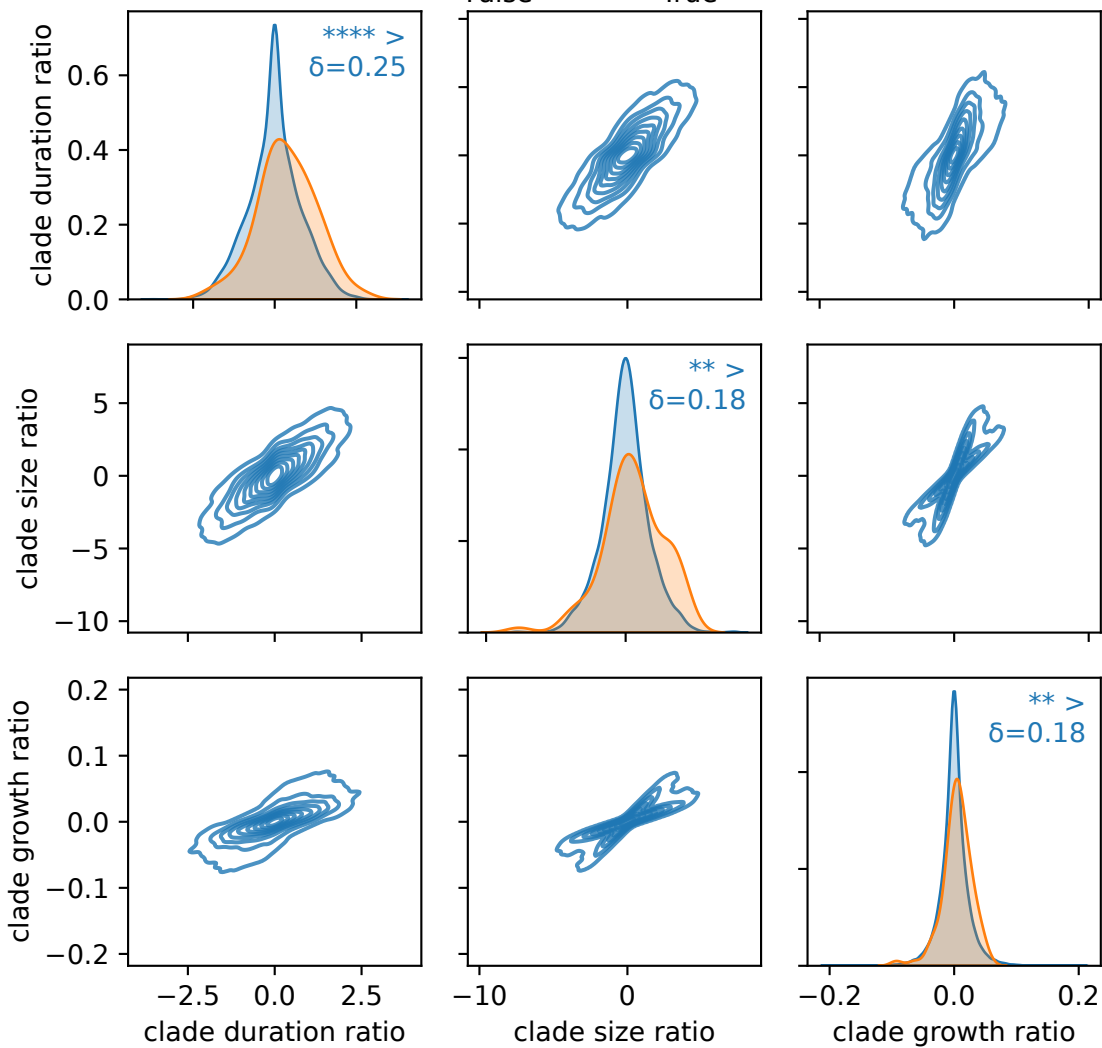 clade duration ratio
0.6
0.4
0.2
0.0
**** >
δ=0.25
clade size ratio
5
0
−5
−10
** >
δ=0.18
clade growth ratio
0.2
0.1
0.0
−0.1
−0.2
** >
δ=0.18
−2.5 0.0 2.5
−10 0
−0.2 0.0 0.2
clade duration ratio
clade size ratio
clade growth ratio